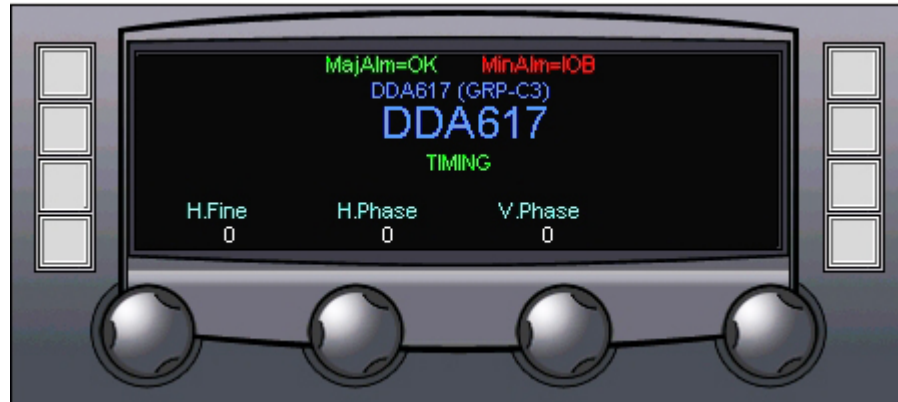 MajAlm=OK MinAlm=IOB
DDA617 (GRP-C3)
DDA617
TIMING
H.Fine H.Phase V.Phase
0 0 0